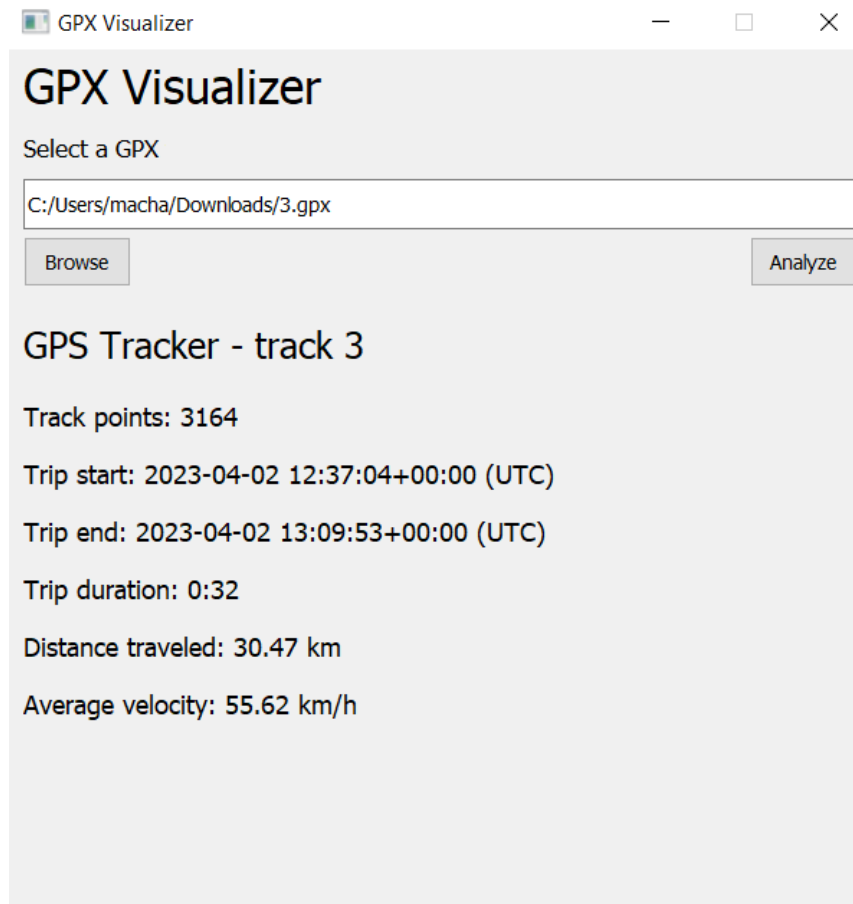 GPX Visualizer
GPX Visualizer
Select a GPX
C:/Users/macha/Downloads/3.gpx
Browse Analyze
GPS Tracker - track 3
Track points: 3164
Trip start: 2023-04-02 12:37:04+00:00 (UTC)
Trip end: 2023-04-02 13:09:53+00:00 (UTC)
Trip duration: 0:32
Distance traveled: 30.47 km
Average velocity: 55.62 km/h